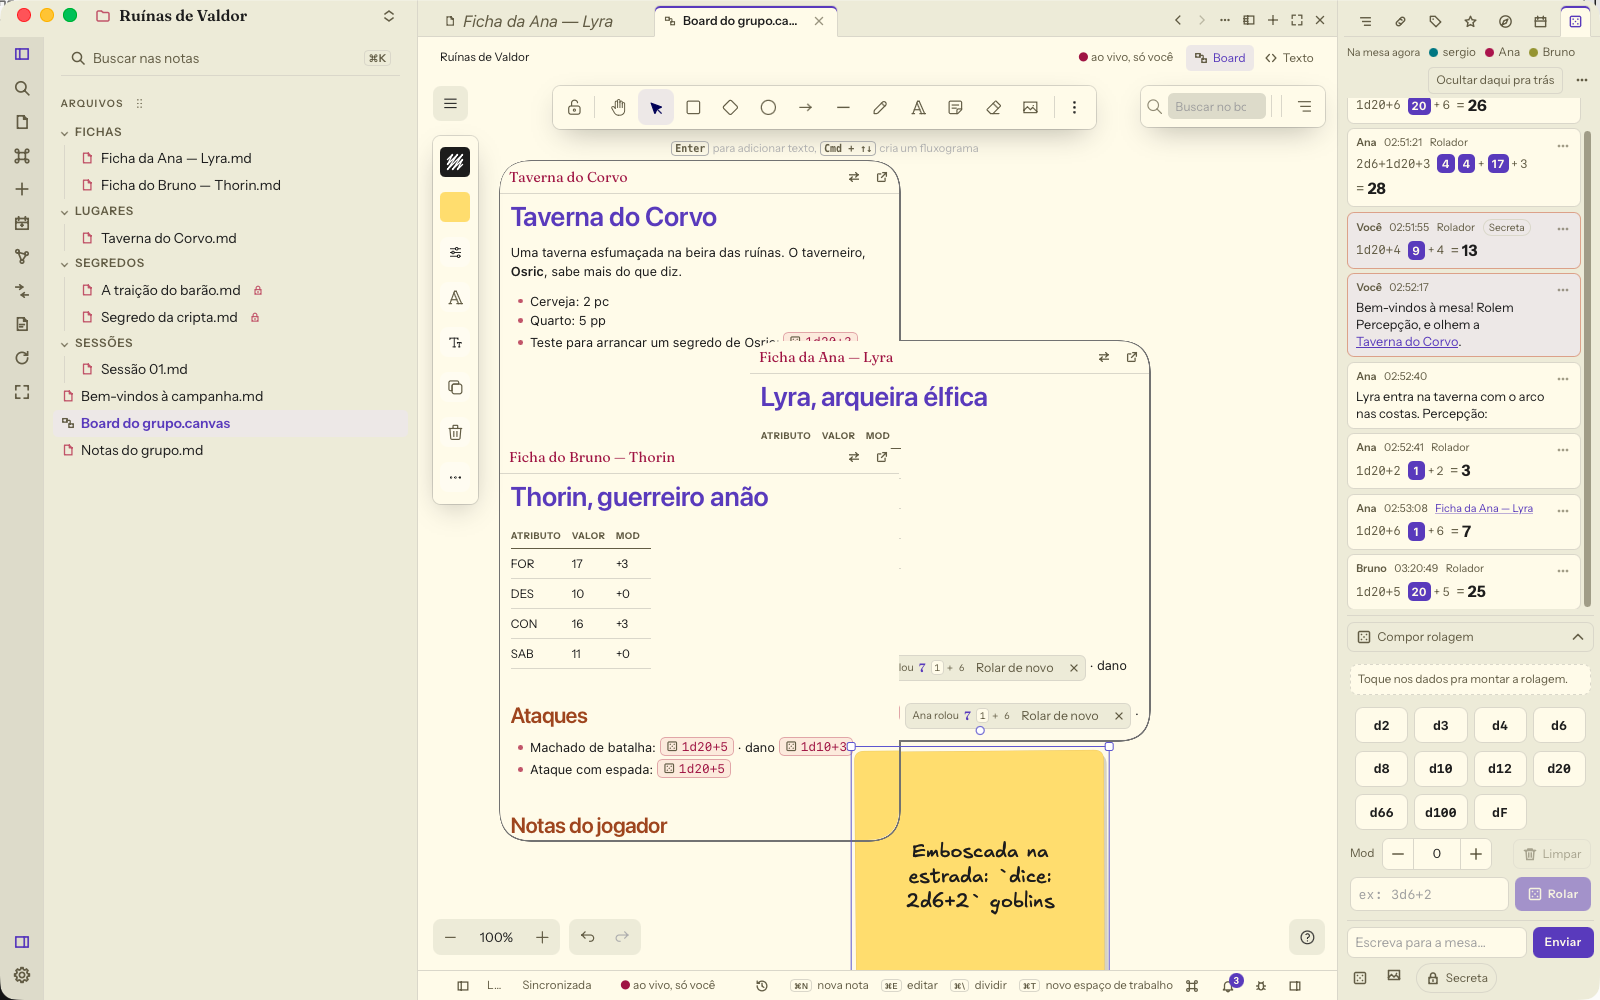 Ruínas de Valdor
Buscar nas notas
⌘K
ARQUIVOS
FICHAS
Ficha da Ana — Lyra.md
Ficha do Bruno — Thorin.md
LUGARES
Taverna do Corvo.md
SEGREDOS
A traição do barão.md
Segredo da cripta.md
SESSÕES
Sessão 01.md
Bem-vindos à campanha.md
Board do grupo.canvas
Notas do grupo.md
Ficha da Ana — Lyra
Board do grupo.ca...
Ruínas de Valdor
ao vivo, só você
Board
Texto
Buscar no bc
Enter para adicionar texto, Cmd + ↑↓ cria um fluxograma
Taverna do Corvo
Taverna do Corvo
Uma taverna esfumaçada na beira das ruínas. O taverneiro,
Osric, sabe mais do que diz.
Cerveja: 2 pc
Quarto: 5 pp
Teste para arrancar um segredo de Osric: 1d20+3
Ficha da Ana — Lyra
Lyra, arqueira élfica
ATRIBUTO VALOR MOD
lou 7 1 + 6 Rolar de novo × · dano
Ana rolou 7 1 + 6 Rolar de novo × ·
Ficha do Bruno — Thorin
Thorin, guerreiro anão
ATRIBUTO VALOR MOD
FOR 17 +3
DES 10 +0
CON 16 +3
SAB 11 +0
Ataques
Machado de batalha: 1d20+5 · dano 1d10+3
Ataque com espada: 1d20+5
Notas do jogador
Emboscada na
estrada: `dice:
2d6+2` goblins
100%
L...
Sincronizada
ao vivo, só você
⌘N nova nota
⌘E editar
⌘\ dividir
⌘T novo espaço de trabalho
3
Na mesa agora
sergio
Ana
Bruno
Ocultar daqui pra trás
1d20+6 20 + 6 = 26
Ana 02:51:21 Rolador
2d6+1d20+3 4 4 + 17 + 3
= 28
Você 02:51:55 Rolador Secreta
1d20+4 9 + 4 = 13
Você 02:52:17
Bem-vindos à mesa! Rolem
Percepção, e olhem a
Taverna do Corvo.
Ana 02:52:40
Lyra entra na taverna com o arco
nas costas. Percepção:
Ana 02:52:41 Rolador
1d20+2 1 + 2 = 3
Ana 02:53:08 Ficha da Ana — Lyra
1d20+6 1 + 6 = 7
Bruno 03:20:49 Rolador
1d20+5 20 + 5 = 25
Compor rolagem
Toque nos dados pra montar a rolagem.
d2 d3 d4 d6
d8 d10 d12 d20
d66 d100 dF
Mod — 0 +
Limpar
ex: 3d6+2
Rolar
Escreva para a mesa...
Enviar
Secreta